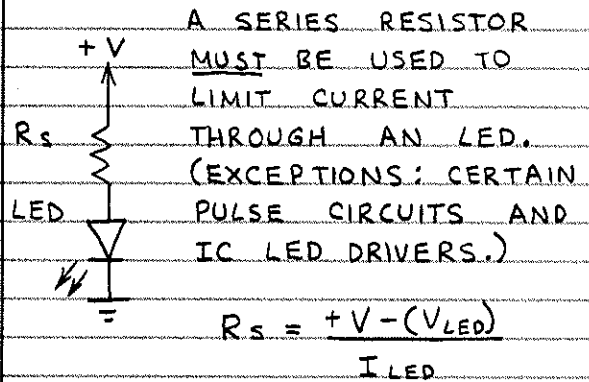 A SERIES RESISTOR
+V
MUST BE USED TO
LIMIT CURRENT
Rs
THROUGH AN LED.
(EXCEPTIONS: CERTAIN
LED
PULSE CIRCUITS AND
IC LED DRIVERS.)
Rs = +V-(VLED)
ILED